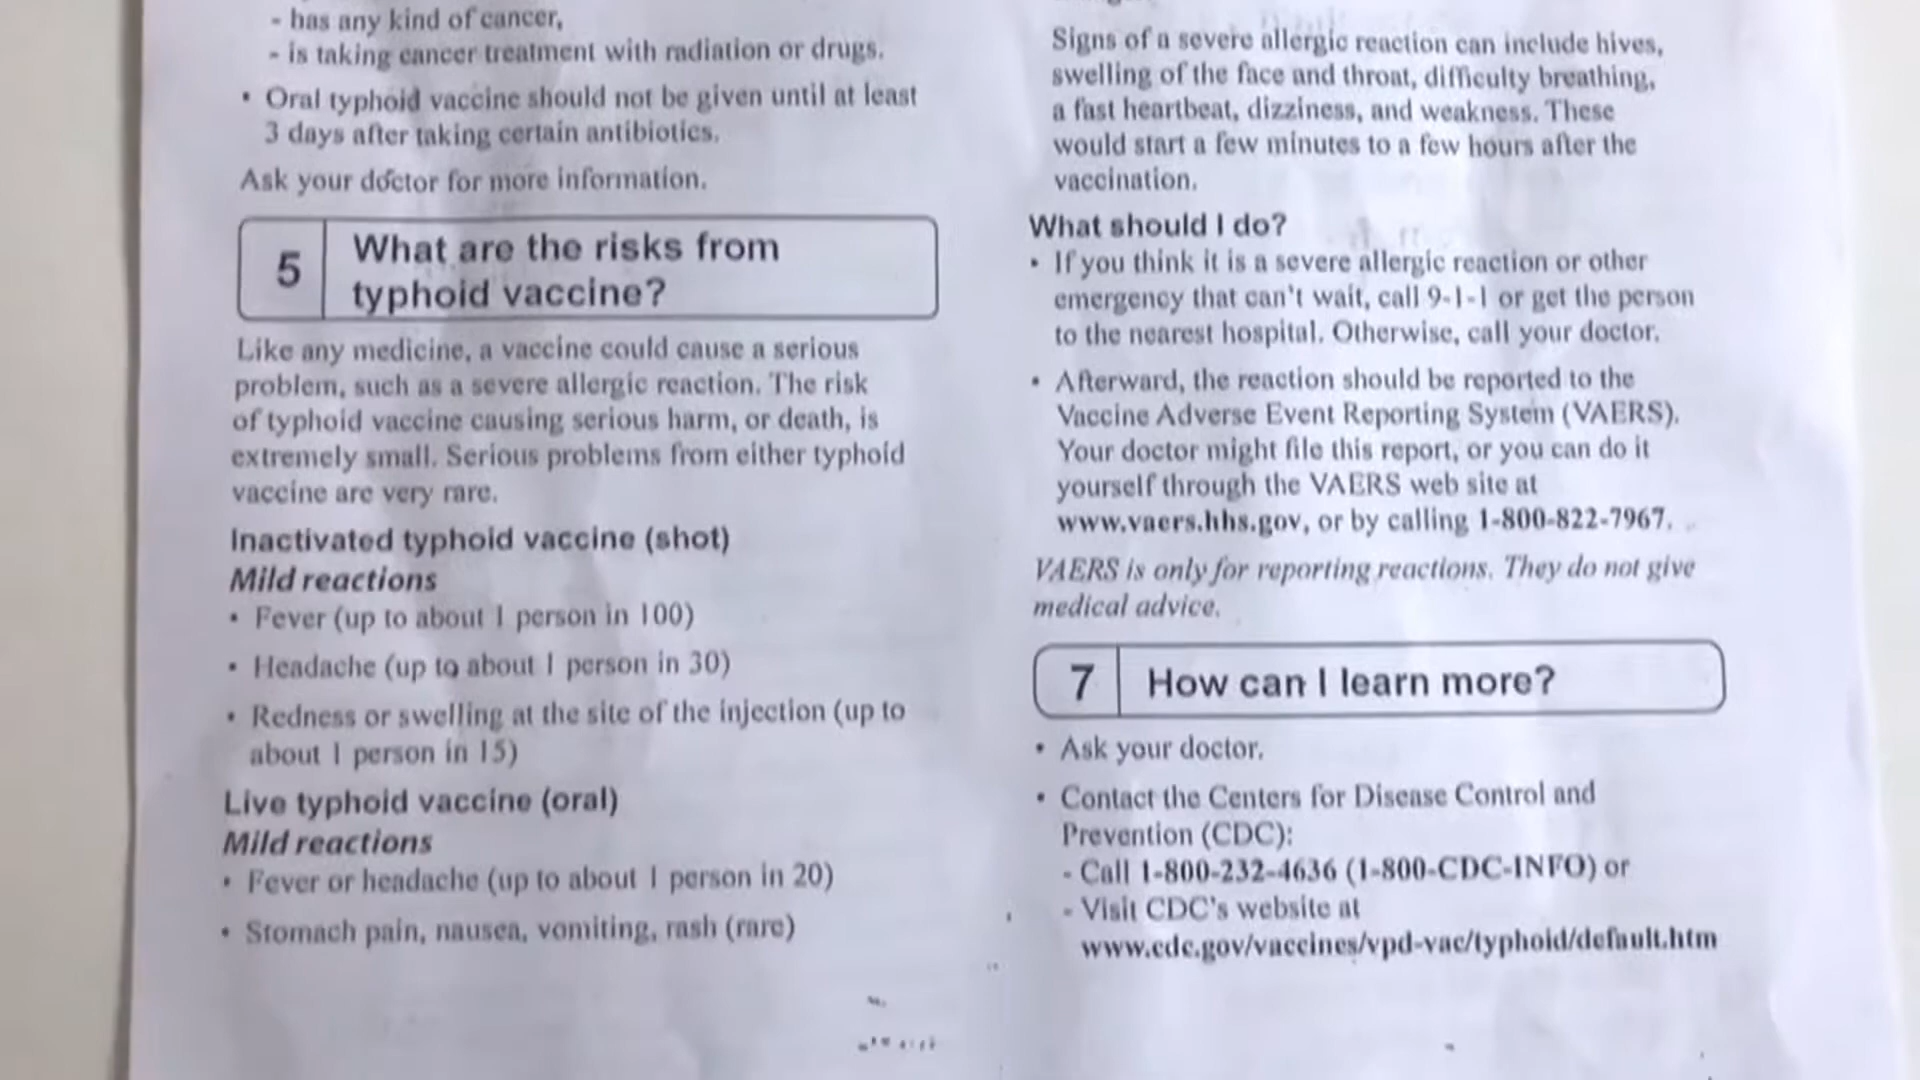 - has any kind of cancer,
- is taking cancer treatment with radiation or drugs.
• Oral typhoid vaccine should not be given until at least
3 days after taking certain antibiotics.
Ask your doctor for more information.
5 What are the risks from
typhoid vaccine?
Like any medicine, a vaccine could cause a serious
problem, such as a severe allergic reaction. The risk
of typhoid vaccine causing serious harm, or death, is
extremely small. Serious problems from either typhoid
vaccine are very rare.
Inactivated typhoid vaccine (shot)
Mild reactions
• Fever (up to about 1 person in 100)
• Headache (up to about 1 person in 30)
• Redness or swelling at the site of the injection (up to
about 1 person in 15)
Live typhoid vaccine (oral)
Mild reactions
• Fever or headache (up to about 1 person in 20)
• Stomach pain, nausea, vomiting, rash (rare)
Signs of a severe allergic reaction can include hives,
swelling of the face and throat, difficulty breathing,
a fast heartbeat, dizziness, and weakness. These
would start a few minutes to a few hours after the
vaccination.
What should I do?
• If you think it is a severe allergic reaction or other
emergency that can't wait, call 9-1-1 or get the person
to the nearest hospital. Otherwise, call your doctor.
• Afterward, the reaction should be reported to the
Vaccine Adverse Event Reporting System (VAERS).
Your doctor might file this report, or you can do it
yourself through the VAERS web site at
www.vaers.hhs.gov, or by calling 1-800-822-7967.
VAERS is only for reporting reactions. They do not give
medical advice.
7 How can I learn more?
• Ask your doctor.
• Contact the Centers for Disease Control and
Prevention (CDC):
- Call 1-800-232-4636 (1-800-CDC-INFO) or
- Visit CDC's website at
www.cdc.gov/vaccines/vpd-vac/typhoid/default.htm